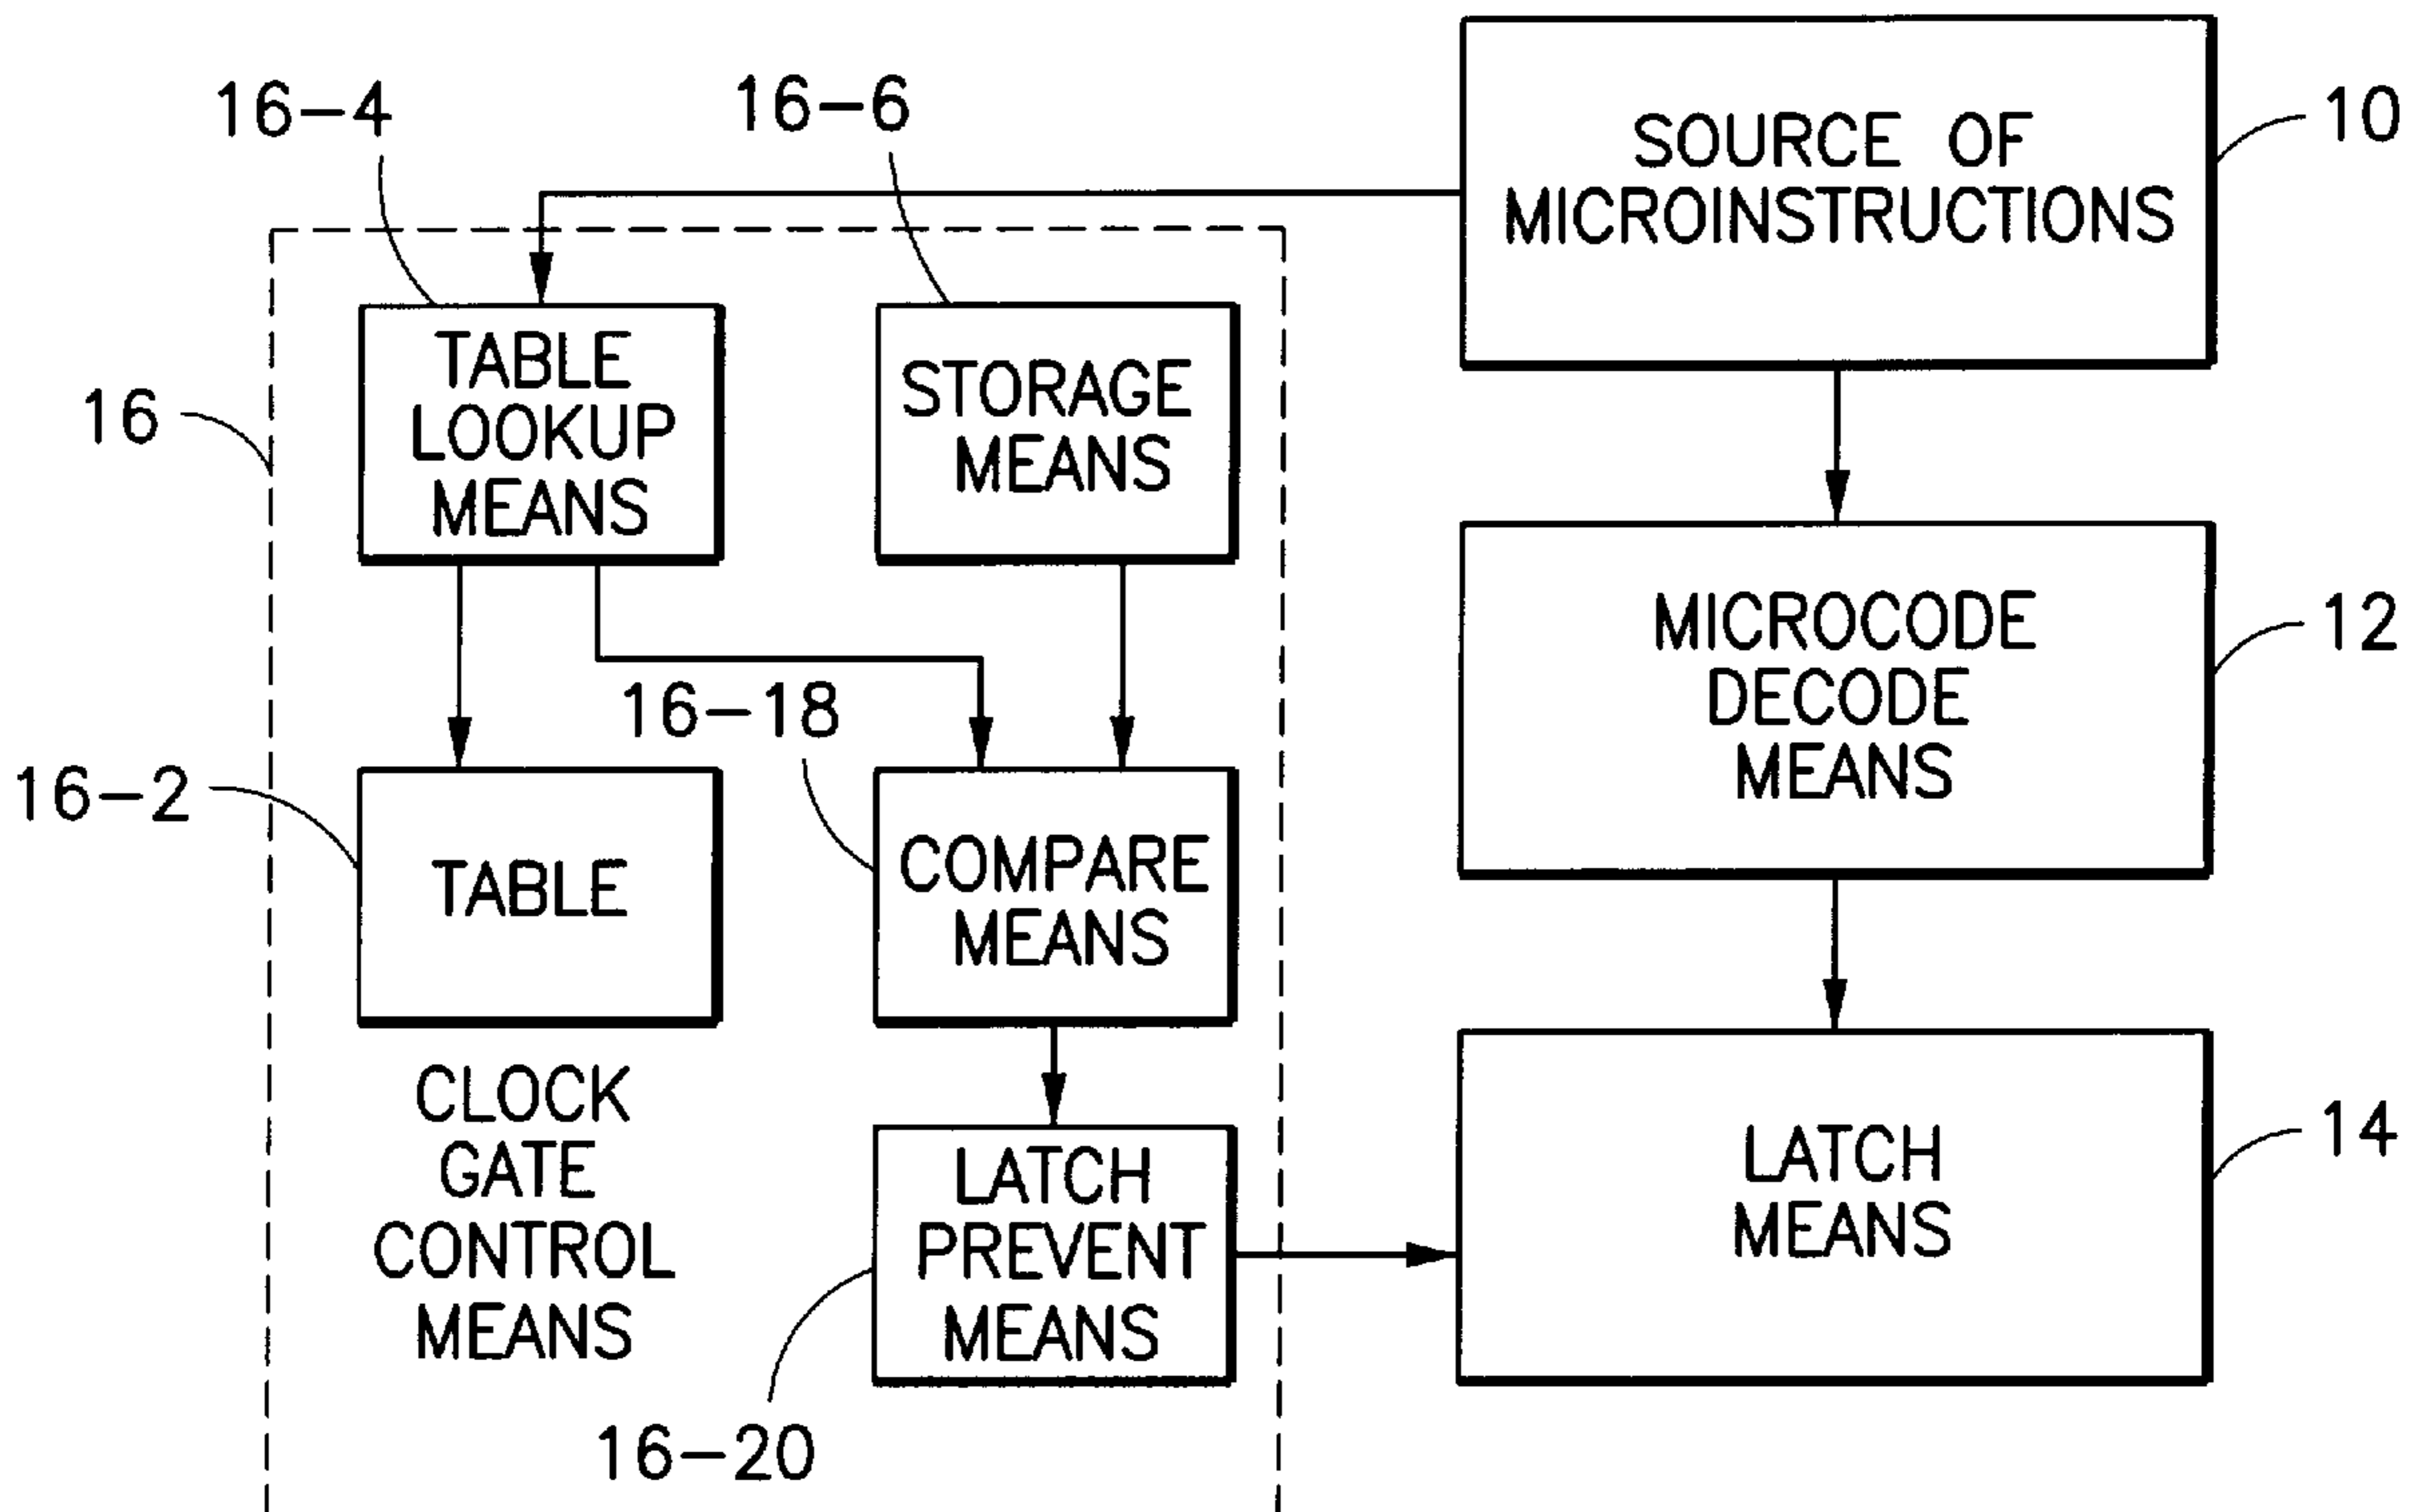 16-4
16-6
10
SOURCE OF
MICROINSTRUCTIONS
16
TABLE
LOOKUP
MEANS
STORAGE
MEANS
12
MICROCODE
DECODE
MEANS
16-18
16-2
TABLE
COMPARE
MEANS
CLOCK
GATE
CONTROL
MEANS
LATCH
PREVENT
MEANS
14
LATCH
MEANS
16-20